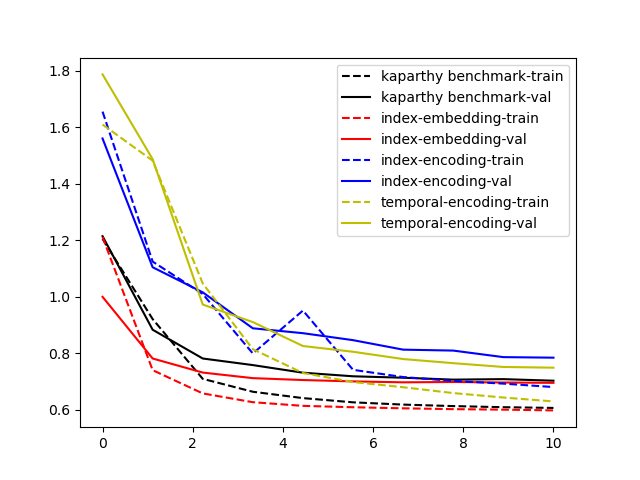 1.8
1.6
1.4
1.2
1.0
0.8
0.6
0
2
4
6
8
10
kaparthy benchmark-train
kaparthy benchmark-val
index-embedding-train
index-embedding-val
index-encoding-train
index-encoding-val
temporal-encoding-train
temporal-encoding-val